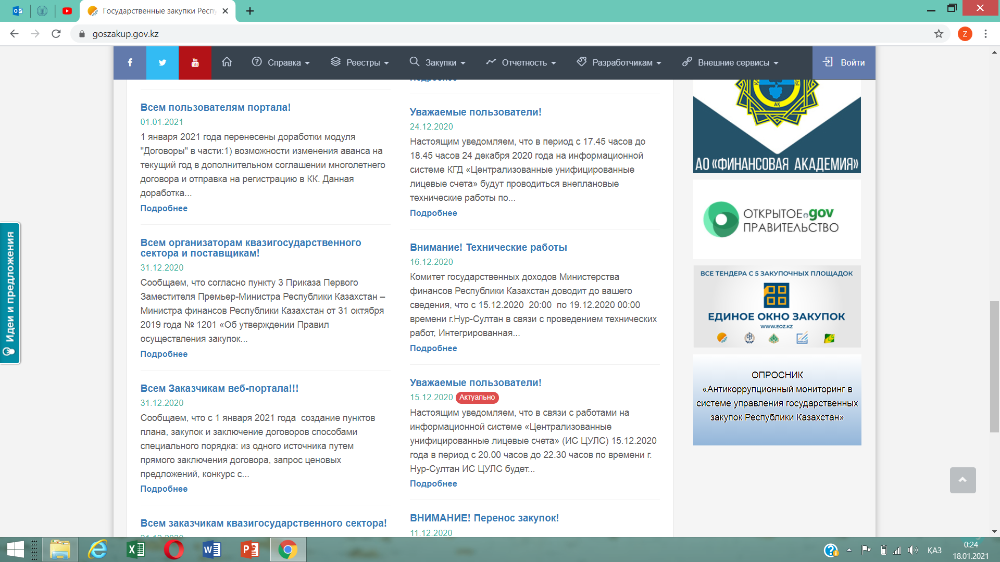 Государственные закупки Респ
goszakup.gov.kz
Z
Справка
Реестры
Закупки
Отчетность
Разработчикам
Внешние сервисы
Войти
Всем пользователям портала!
01.01.2021
1 января 2021 года перенесены доработки модуля
"Договоры" в части:1) возможности изменения аванса на
текущий год в дополнительном соглашении многолетнего
договора и отправка на регистрацию в КК. Данная
доработка...
Подробнее
Всем организаторам квазигосударственного
сектора и поставщикам!
31.12.2020
Сообщаем, что согласно пункту 3 Приказа Первого
Заместителя Премьер-Министра Республики Казахстан –
Министра финансов Республики Казахстан от 31 октября
2019 года № 1201 «Об утверждении Правил
осуществления закупок...
Подробнее
Всем Заказчикам веб-портала!!!
31.12.2020
Сообщаем, что с 1 января 2021 года  создание пунктов
плана, закупок и заключение договоров способами
специального порядка: из одного источника путем
прямого заключения договора, запрос ценовых
предложений, конкурс с...
Подробнее
Всем заказчикам квазигосударственного сектора!
31.12.2020
Подробнее
Уважаемые пользователи!
24.12.2020
Настоящим уведомляем, что в период с 17.45 часов до
18.45 часов 24 декабря 2020 года на информационной
системе КГД «Централизованные унифицированные
лицевые счета» будут проводиться внеплановые
технические работы по...
Подробнее
Внимание! Технические работы
16.12.2020
Комитет государственных доходов Министерства
финансов Республики Казахстан доводит до вашего
сведения, что с 15.12.2020  20:00  по 19.12.2020 00:00
времени г.Нур-Султан в связи с проведением технических
работ, Интегрированная...
Подробнее
Уважаемые пользователи!
15.12.2020 Актуально
Настоящим уведомляем, что в связи с работами на
информационной системе «Централизованные
унифицированные лицевые счета» (ИС ЦУЛС) 15.12.2020
года в период с 20.00 часов до 22.30 часов по времени г.
Нур-Султан ИС ЦУЛС будет...
Подробнее
ВНИМАНИЕ! Перенос закупок!
11.12.2020
АО «ФИНАНСОВАЯ АКАДЕМИЯ»
ОТКРЫТОЕ gov
ПРАВИТЕЛЬСТВО
ВСЕ ТЕНДЕРА С 5 ЗАКУПОЧНЫХ ПЛОЩАДОК
ЕДИНОЕ ОКНО ЗАКУПОК
WWW.EOZ.KZ
ОПРОСНИК
«Антикоррупционный мониторинг в
системе управления государственных
закупок Республики Казахстан»
Идеи и предложения
ҚАЗ
0:24
18.01.2021